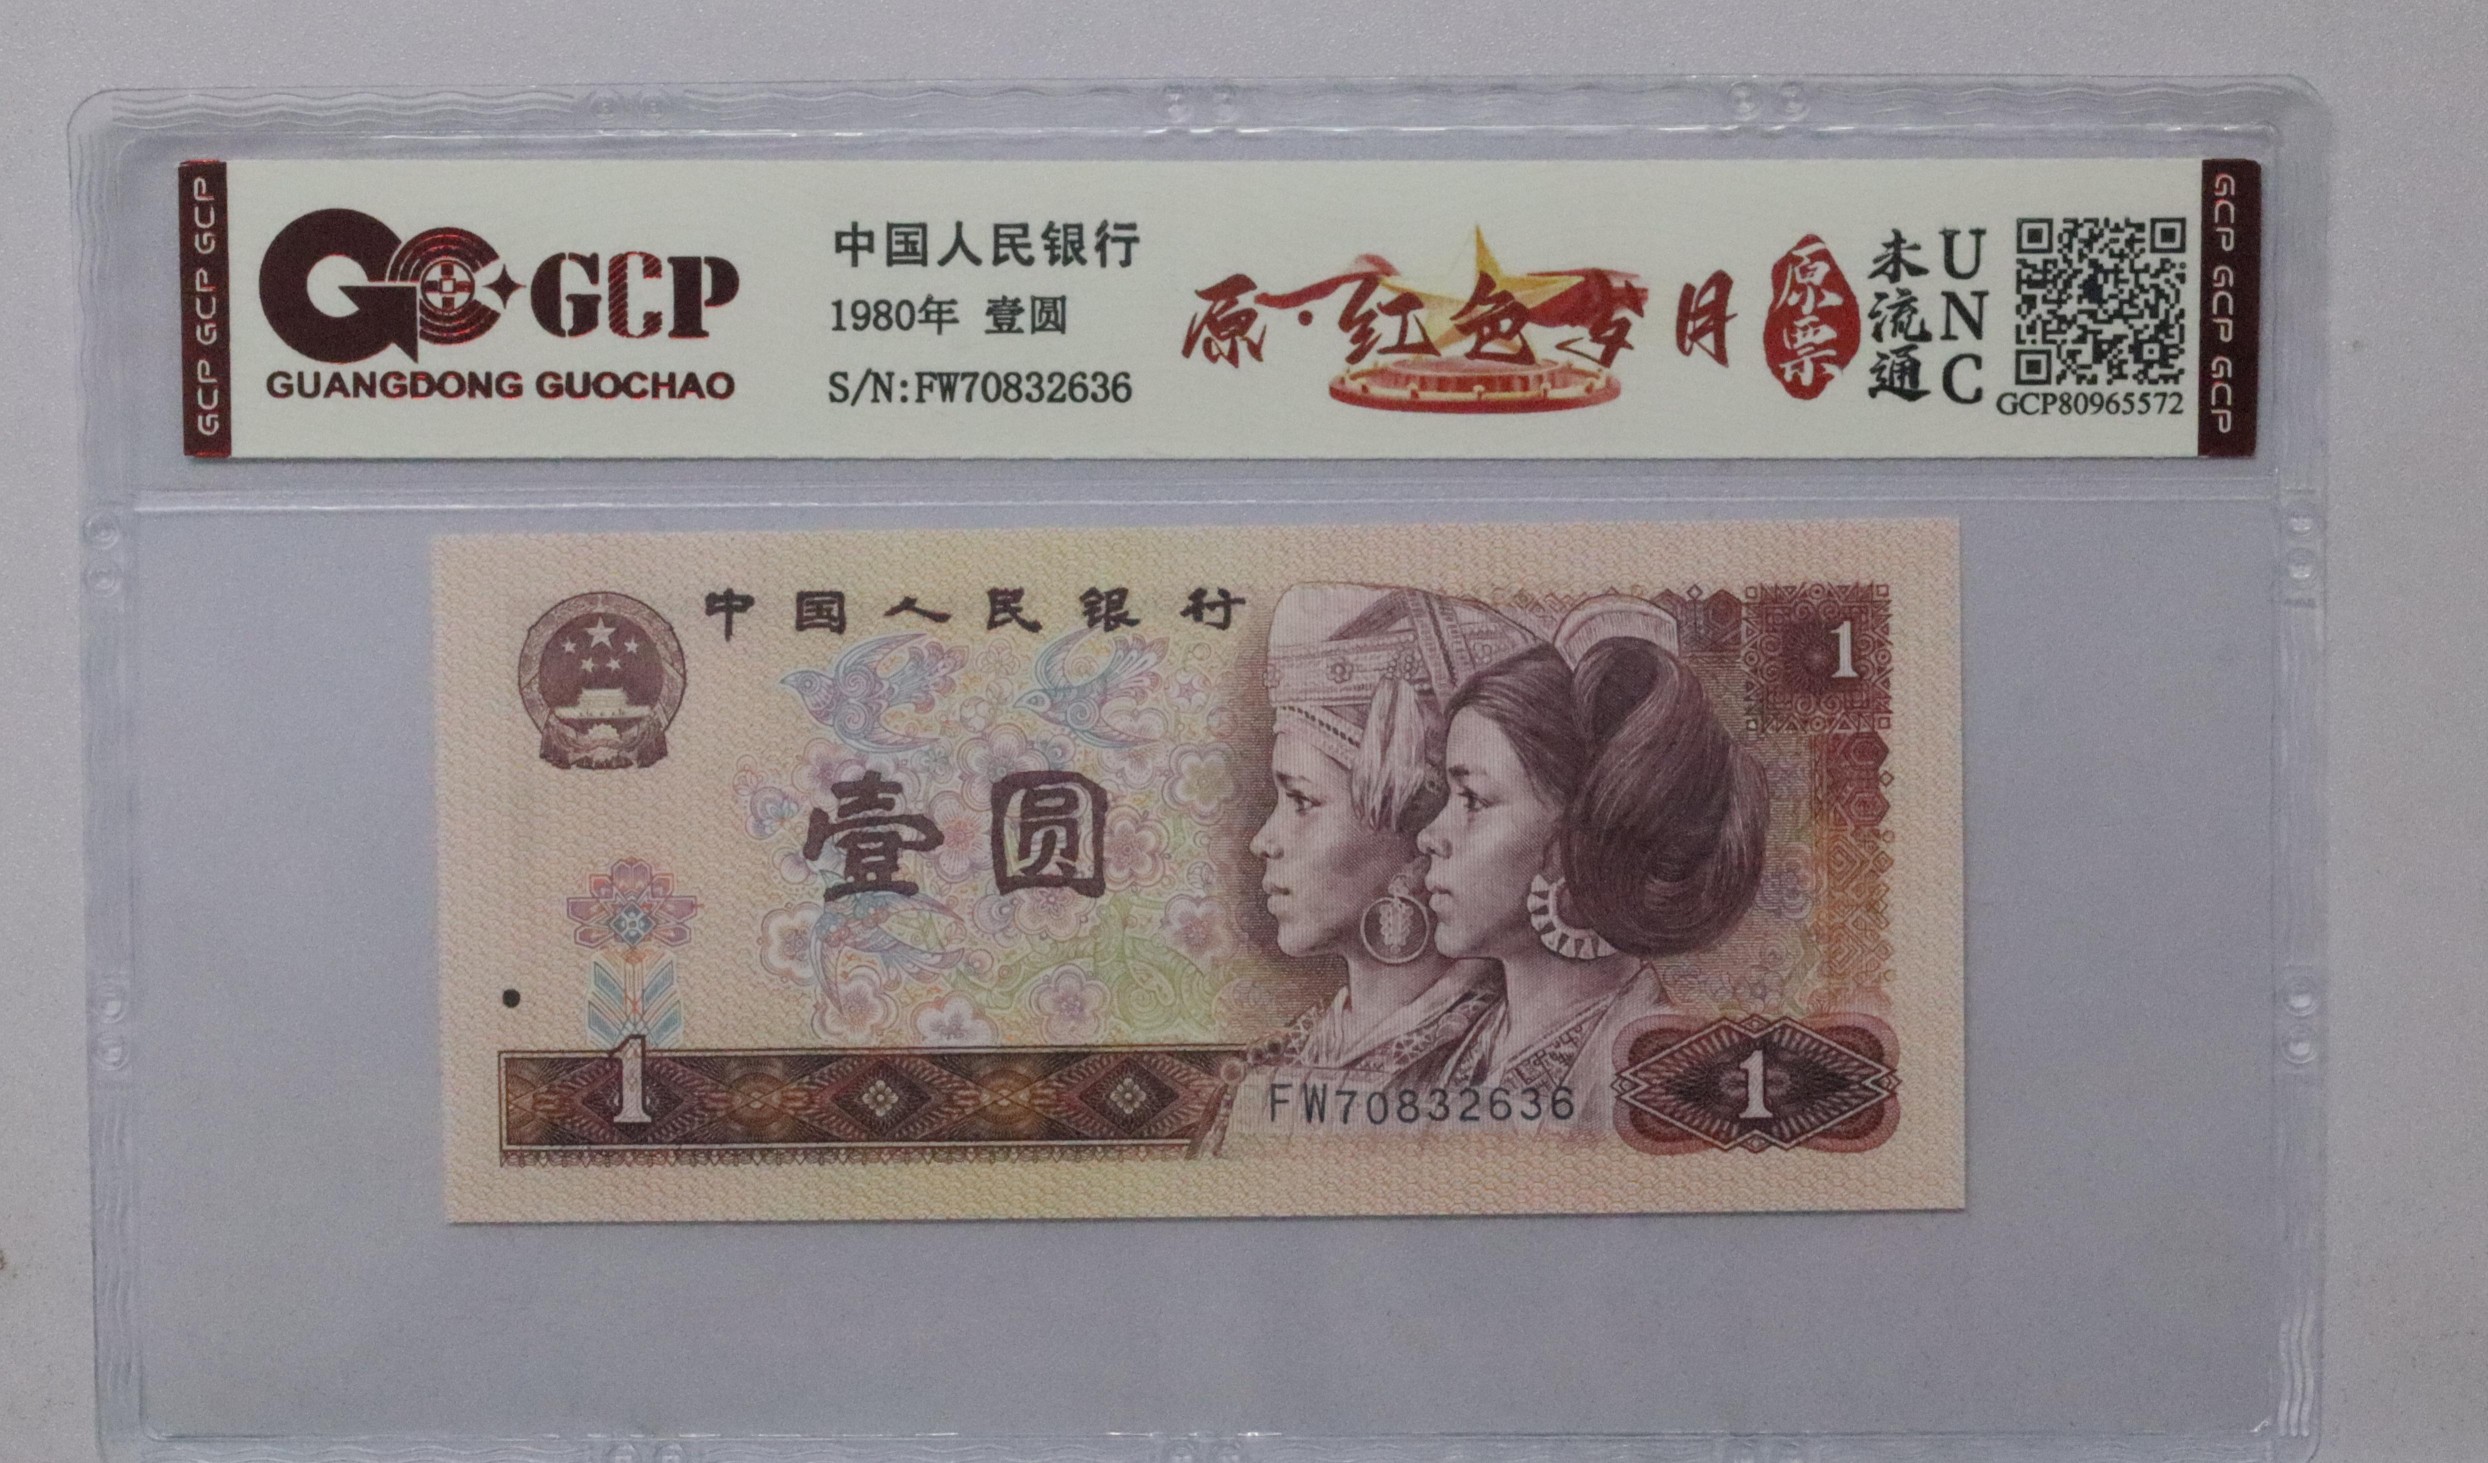 GCP GCP GCP
GCP
GUANGDONG GUOCHAO
中国人民银行
1980年 壹圆
S/N:FW70832636
原·红色岁月
原票
未流通
UNC
GCP80965572
GCP GCP GCP
中国人民银行
1
壹圆
1
FW70832636
1